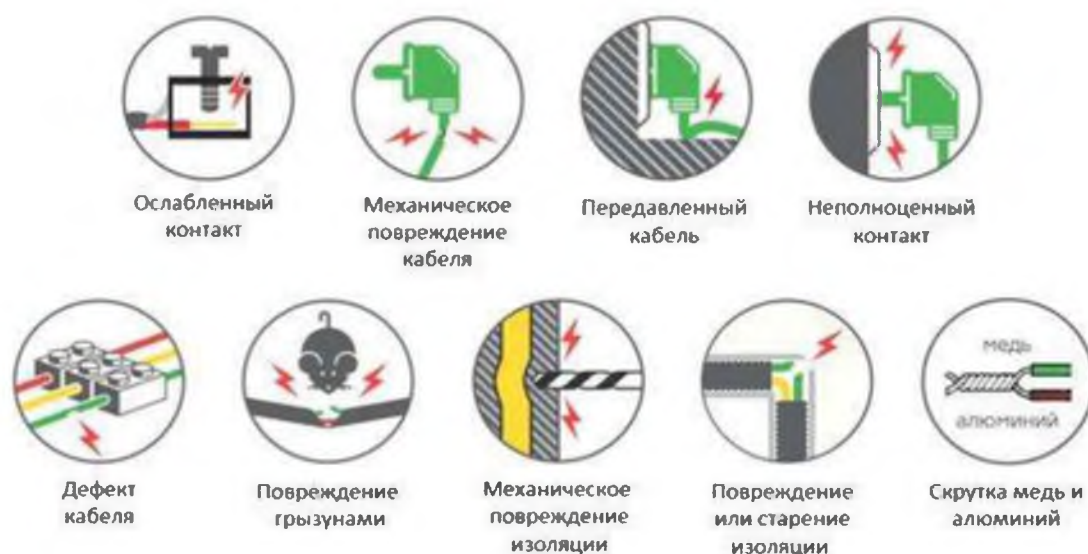 Ослабленный
контакт
Механическое
повреждение
кабеля
Передавленный
кабель
Неполноценный
контакт
Дефект
кабеля
Повреждение
грызунами
Механическое
повреждение
изоляции
Повреждение
или старение
изоляции
медь
алюминий
Скрутка медь и
алюминий